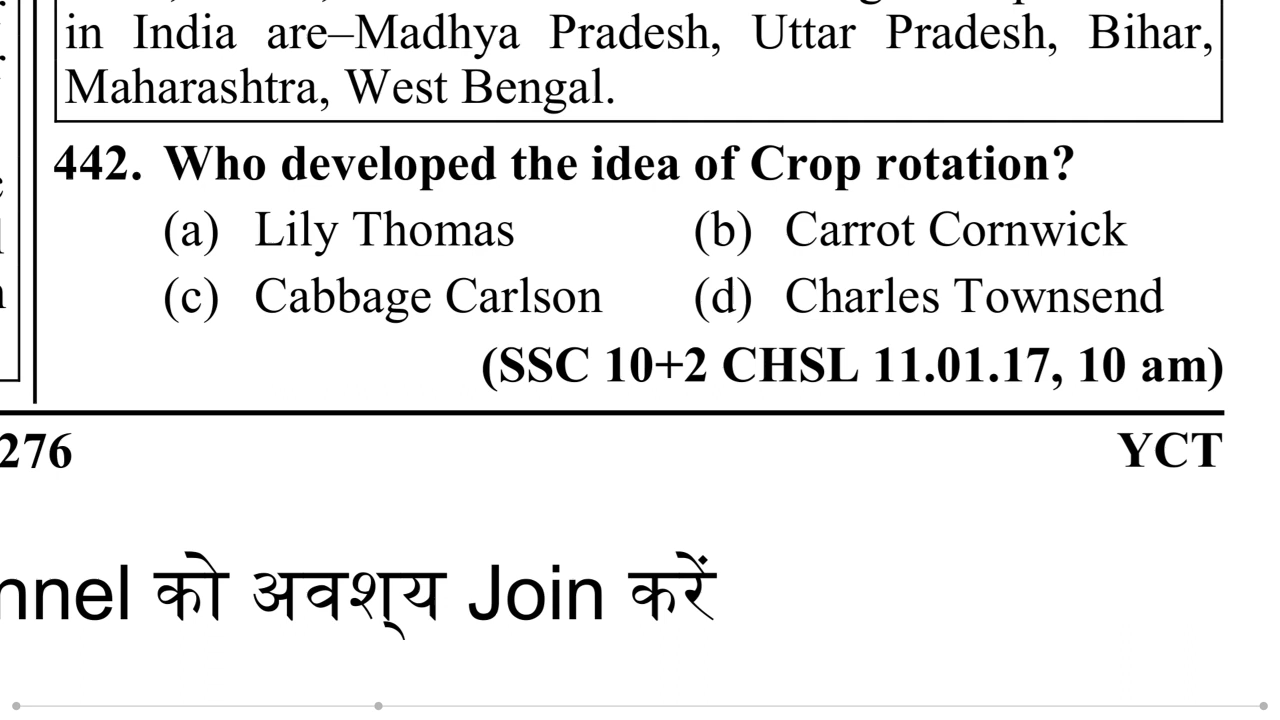 in India are–Madhya Pradesh, Uttar Pradesh, Bihar,
Maharashtra, West Bengal.
442. Who developed the idea of Crop rotation?
(a) Lily Thomas (b) Carrot Cornwick
(c) Cabbage Carlson (d) Charles Townsend
(SSC 10+2 CHSL 11.01.17, 10 am)
276 YCT
nnel को अवश्य Join करें